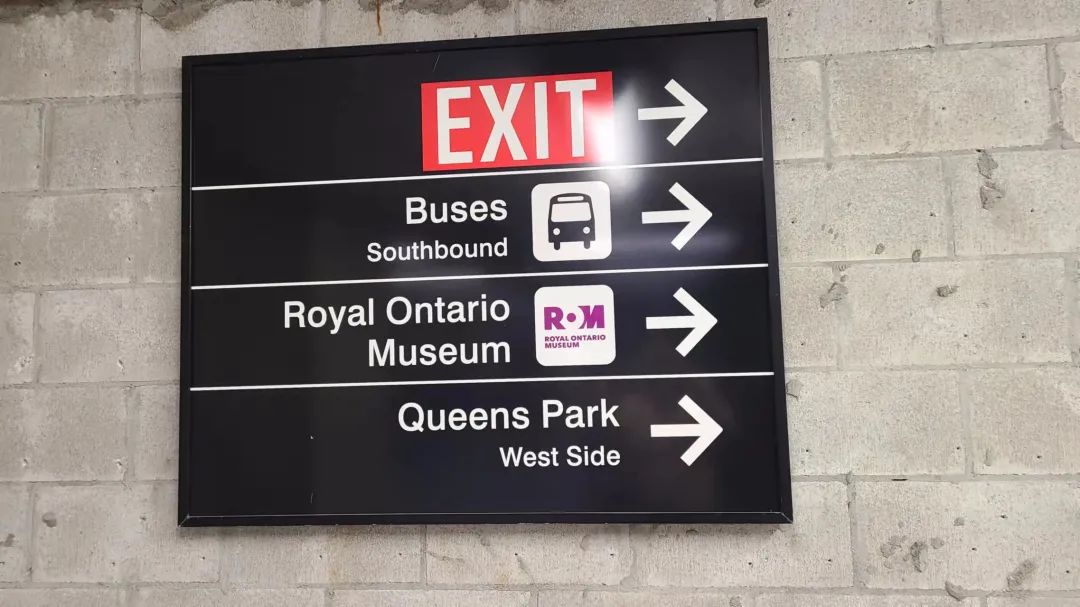 EXIT
Buses
Southbound
Royal Ontario
Museum
ROM
ROYAL ONTARIO
MUSEUM
Queens Park
West Side